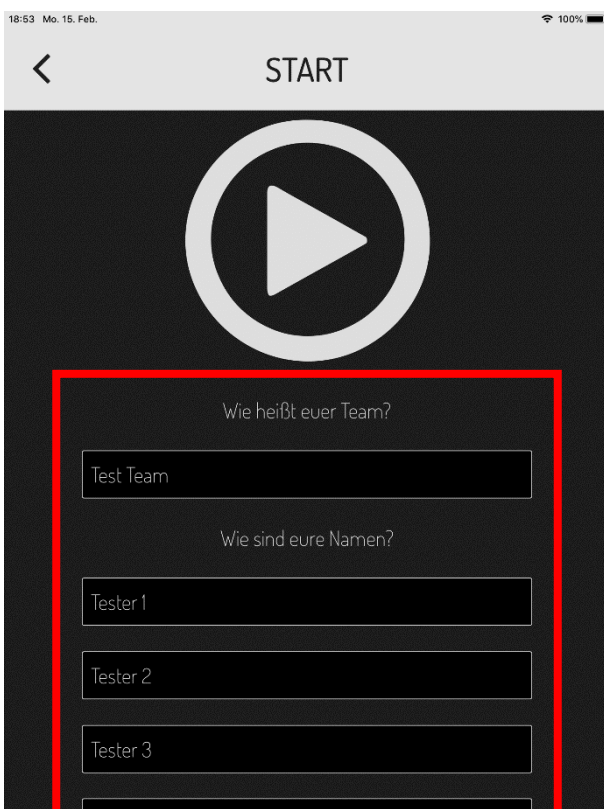 18:53 Mo. 15. Feb. 100%
START
Wie heißt euer Team?
Test Team
Wie sind eure Namen?
Tester 1
Tester 2
Tester 3